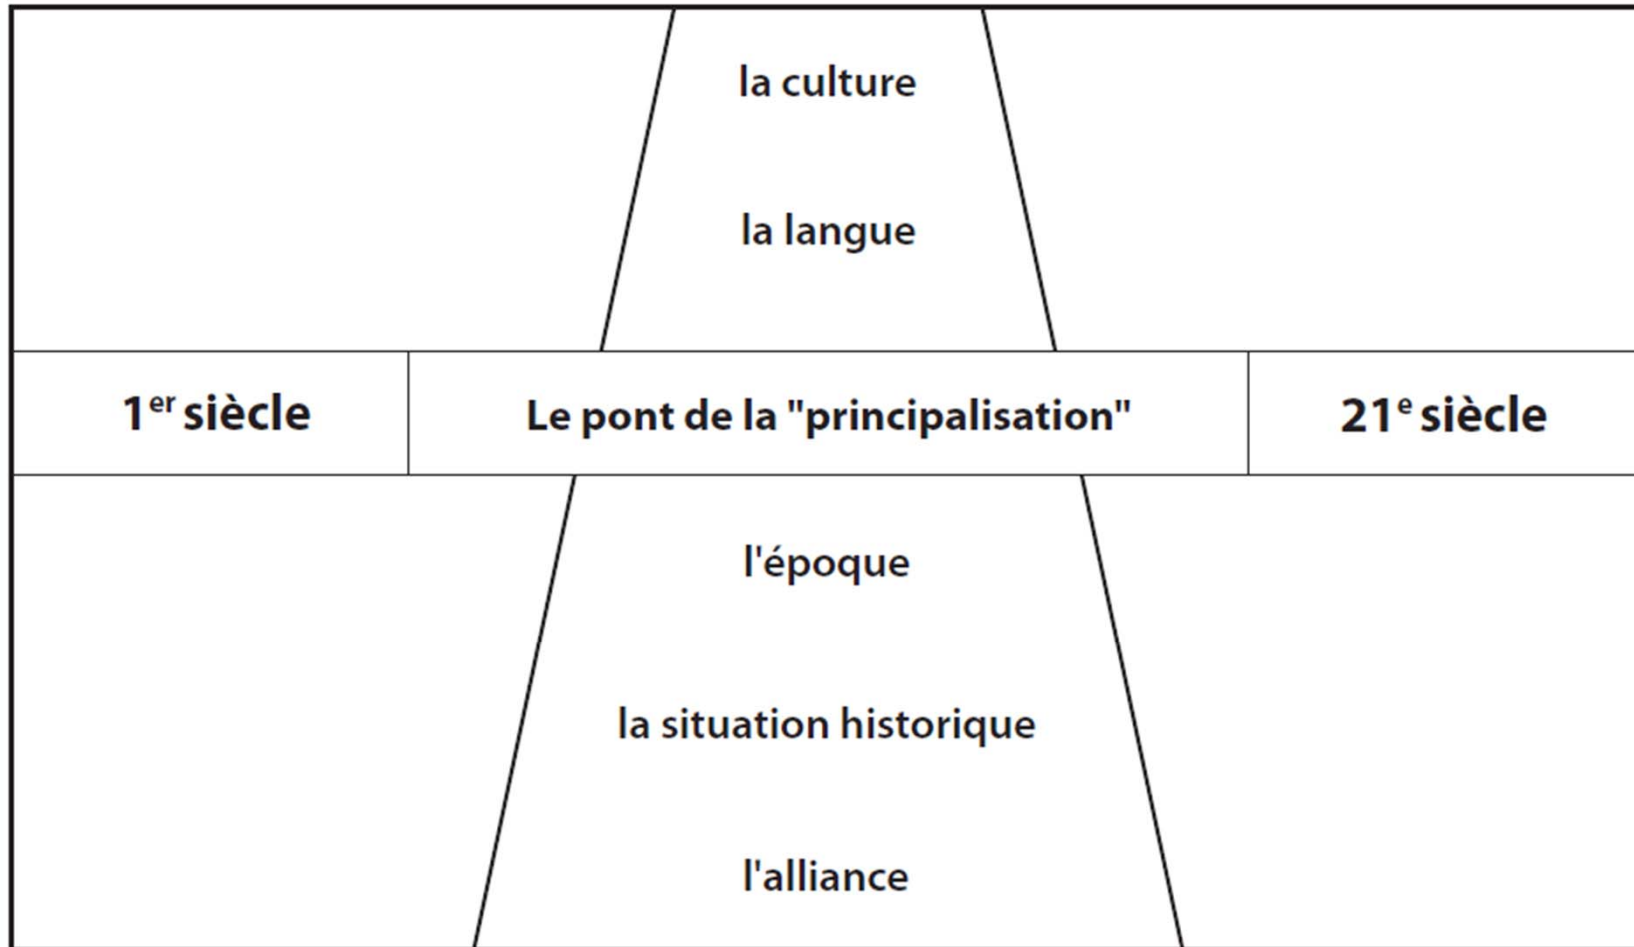 la culture
la langue
1er siècle
Le pont de la "principalisation"
21e siècle
l'époque
la situation historique
l'alliance